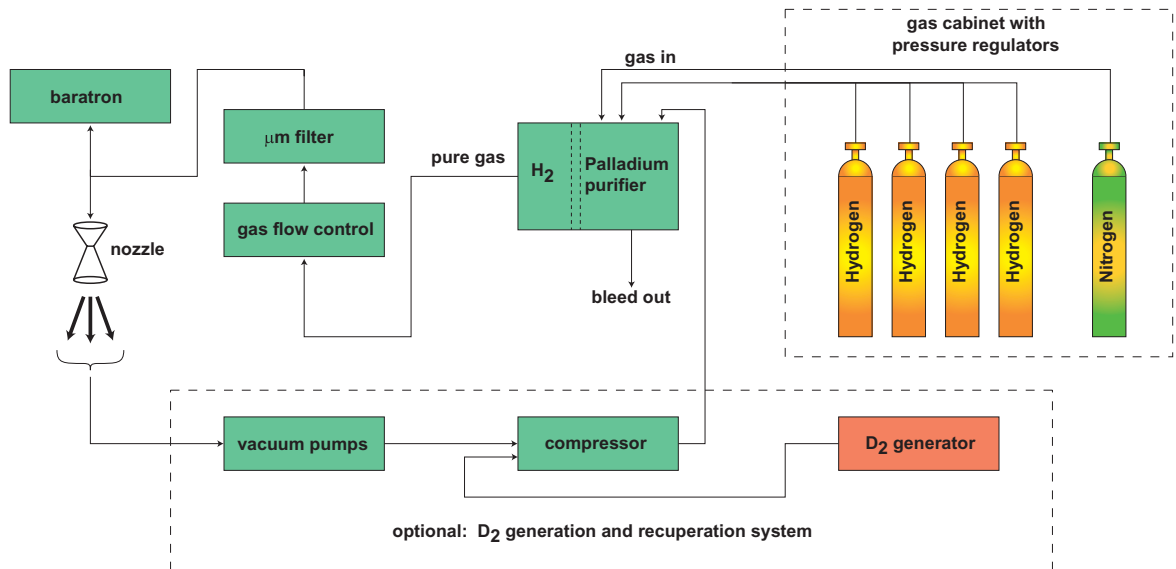 gas cabinet with
pressure regulators
gas in
baratron
μm filter
pure gas
H2
Palladium
purifier
gas flow control
nozzle
bleed out
Hydrogen
Hydrogen
Hydrogen
Hydrogen
Nitrogen
vacuum pumps
compressor
D2 generator
optional: D2 generation and recuperation system